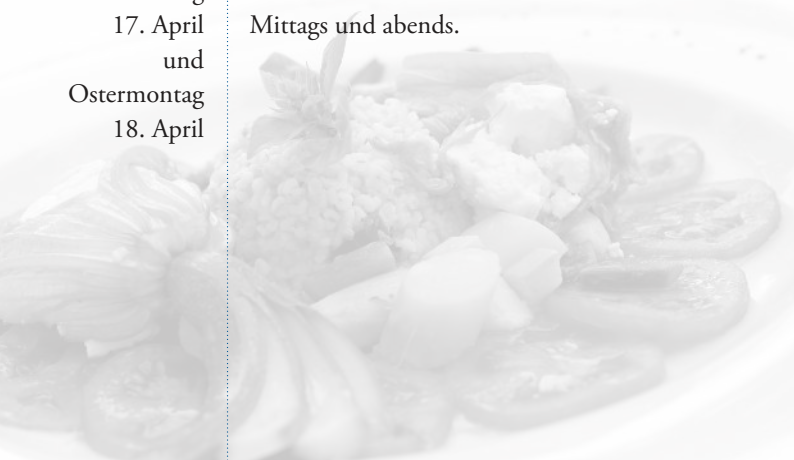 17. April
und
Ostermontag
18. April
Mittags und abends.